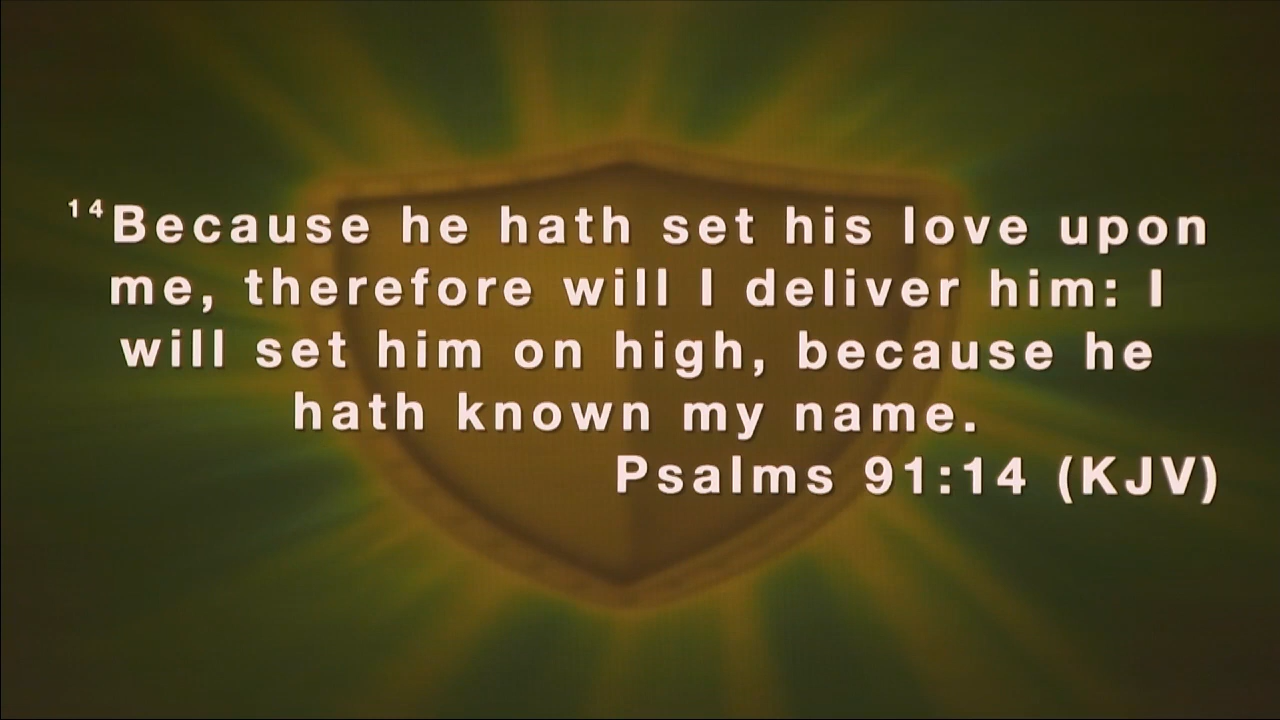 ¹⁴Because he hath set his love upon
me, therefore will I deliver him: I
will set him on high, because he
hath known my name.
Psalms 91:14 (KJV)